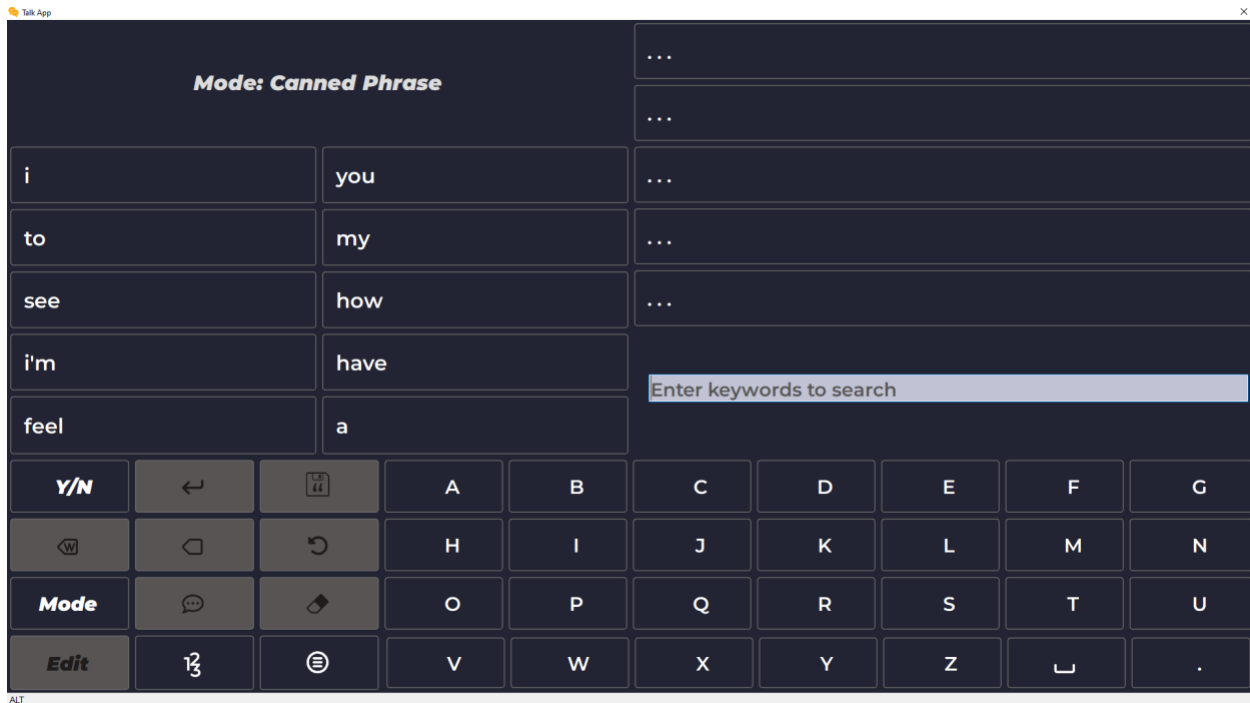 Talk App
Mode: Canned Phrase
...
...
i
you
...
to
my
...
see
how
...
i'm
have
Enter keywords to search
feel
a
Y/N
A
B
C
D
E
F
G
W
H
I
J
K
L
M
N
Mode
O
P
Q
R
S
T
U
Edit
123
V
W
X
Y
Z
.
ALT